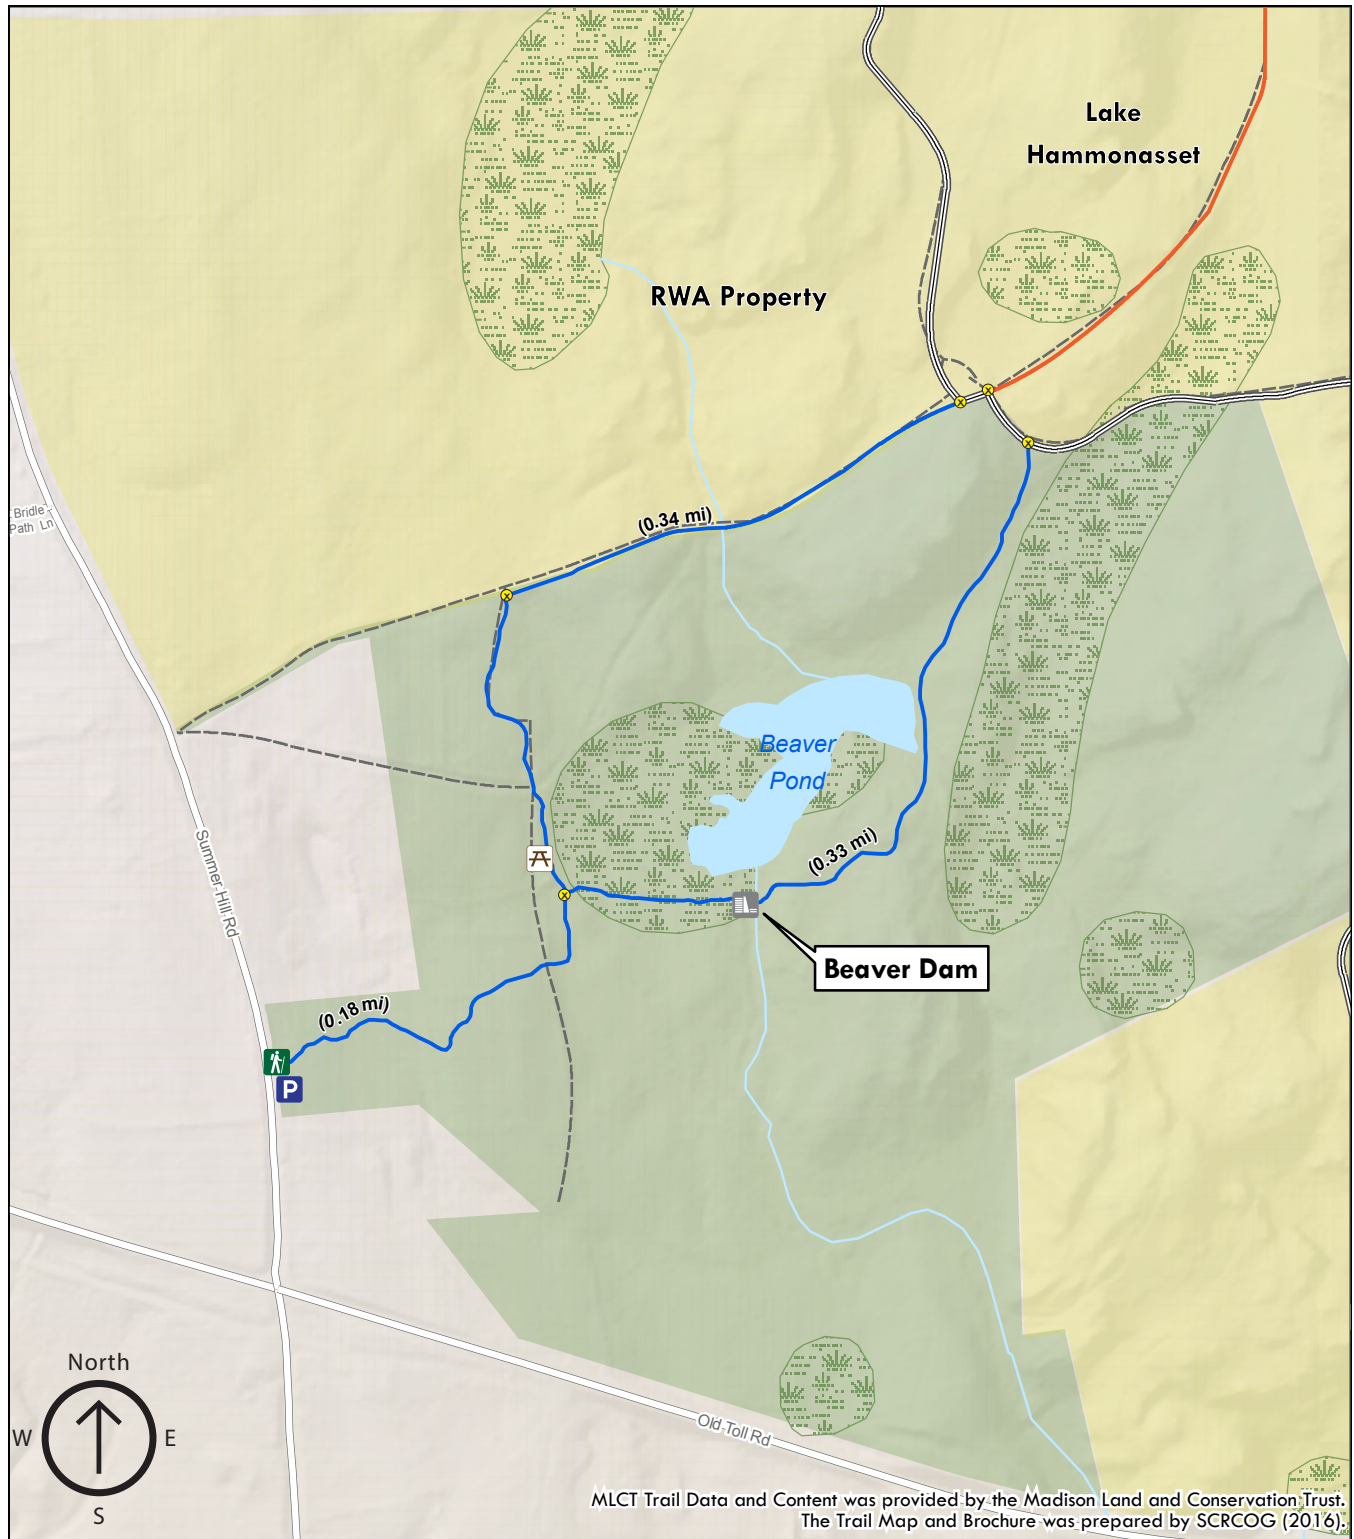 Lake
Hammonasset
RWA Property
Bridle
Path Ln
(0.34 mi)
Beaver
Pond
(0.33 mi)
Summer Hill Rd
Beaver Dam
(0.18 mi)
P
North
W
E
S
Old Toll Rd
MLCT Trail Data and Content was provided by the Madison Land and Conservation Trust.
The Trail Map and Brochure was prepared by SCRCOG (2016).